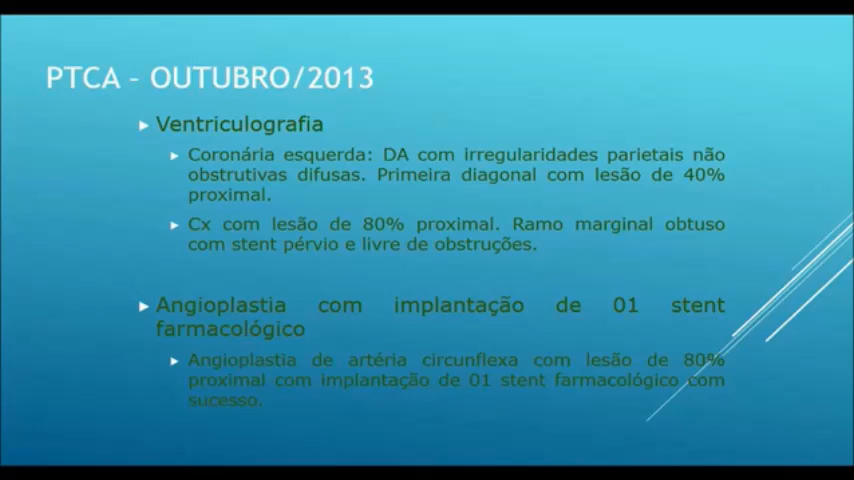 PTCA – OUTUBRO/2013
Ventriculografia
Coronária esquerda: DA com irregularidades parietais não
obstrutivas difusas. Primeira diagonal com lesão de 40%
proximal.
Cx com lesão de 80% proximal. Ramo marginal obtuso
com stent pérvio e livre de obstruções.
Angioplastia com implantação de 01 stent
farmacológico
Angioplastia de artéria circunflexa com lesão de 80%
proximal com implantação de 01 stent farmacológico com
sucesso.